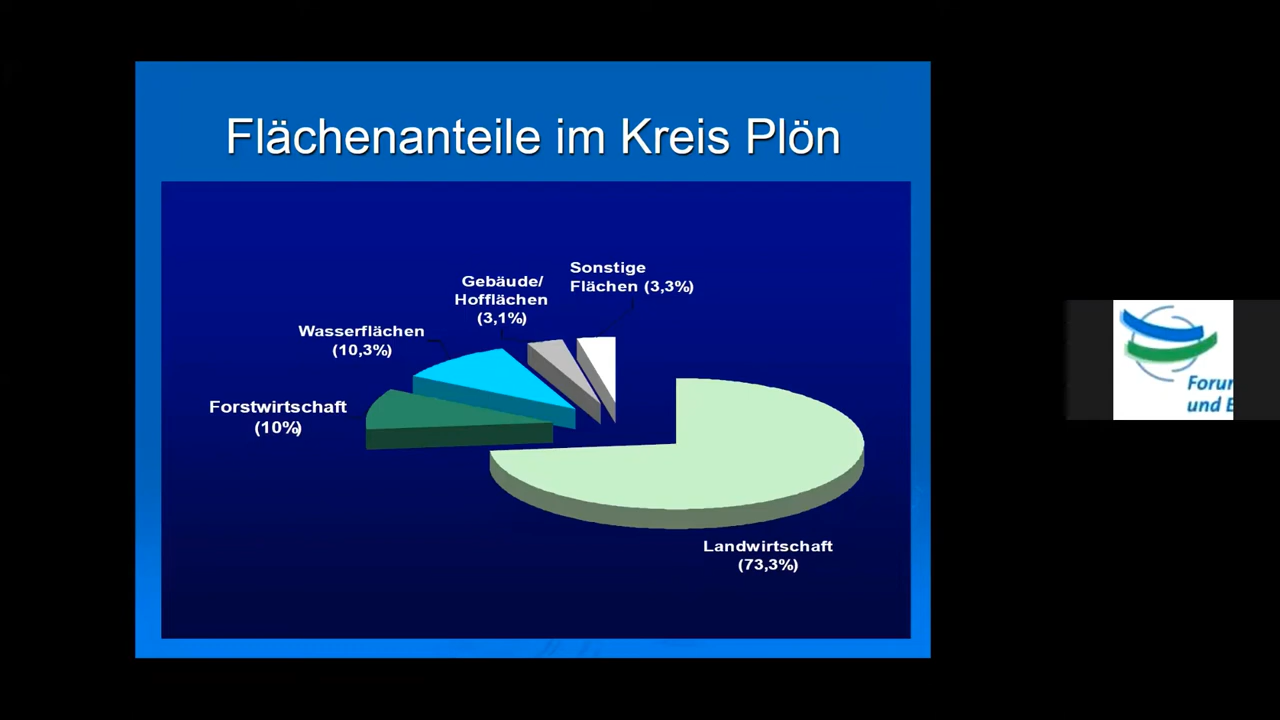 Flächenanteile im Kreis Plön
Sonstige
Flächen (3,3%)
Gebäude/
Hofflächen
(3,1%)
Wasserflächen
(10,3%)
Forstwirtschaft
(10%)
Landwirtschaft
(73,3%)
und